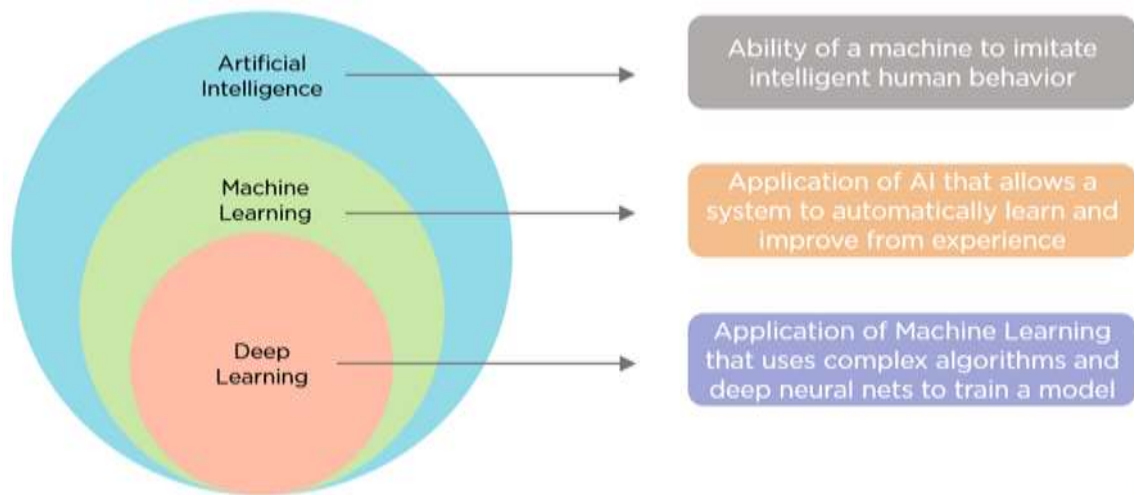 Artificial
Intelligence
Ability of a machine to imitate
intelligent human behavior
Machine
Learning
Application of AI that allows a
system to automatically learn and
improve from experience
Deep
Learning
Application of Machine Learning
that uses complex algorithms and
deep neural nets to train a model